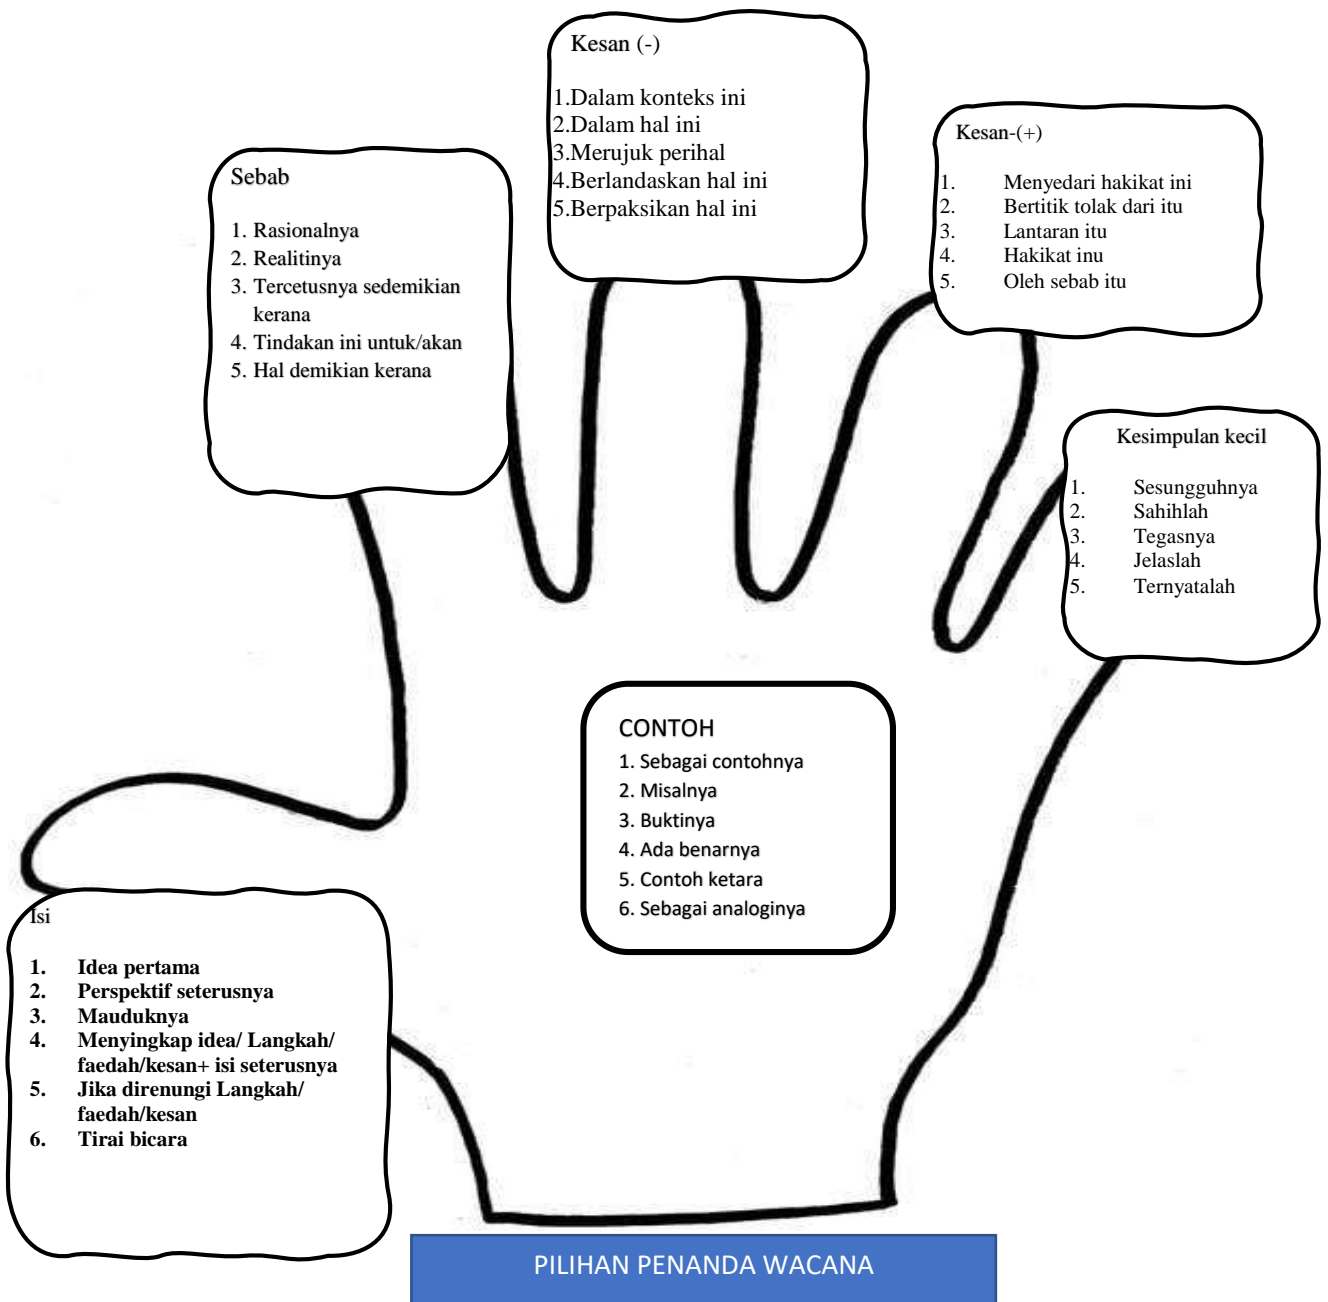 Kesan (-)
1.Dalam konteks ini
2.Dalam hal ini
3.Merujuk perihal
4.Berlandaskan hal ini
5.Berpaksikan hal ini
Kesan-(+)
1. Menyedari hakikat ini
2. Bertitik tolak dari itu
3. Lantaran itu
4. Hakikat inu
5. Oleh sebab itu
Sebab
1. Rasionalnya
2. Realitinya
3. Tercetusnya sedemikian
kerana
4. Tindakan ini untuk/akan
5. Hal demikian kerana
Kesimpulan kecil
1. Sesungguhnya
2. Sahihlah
3. Tegasnya
4. Jelaslah
5. Ternyatalah
CONTOH
1. Sebagai contohnya
2. Misalnya
3. Buktinya
4. Ada benarnya
5. Contoh ketara
6. Sebagai analoginya
Isi
1. Idea pertama
2. Perspektif seterusnya
3. Mauduknya
4. Menyingkap idea/ Langkah/
faedah/kesan+ isi seterusnya
5. Jika direnungi Langkah/
faedah/kesan
6. Tirai bicara
PILIHAN PENANDA WACANA